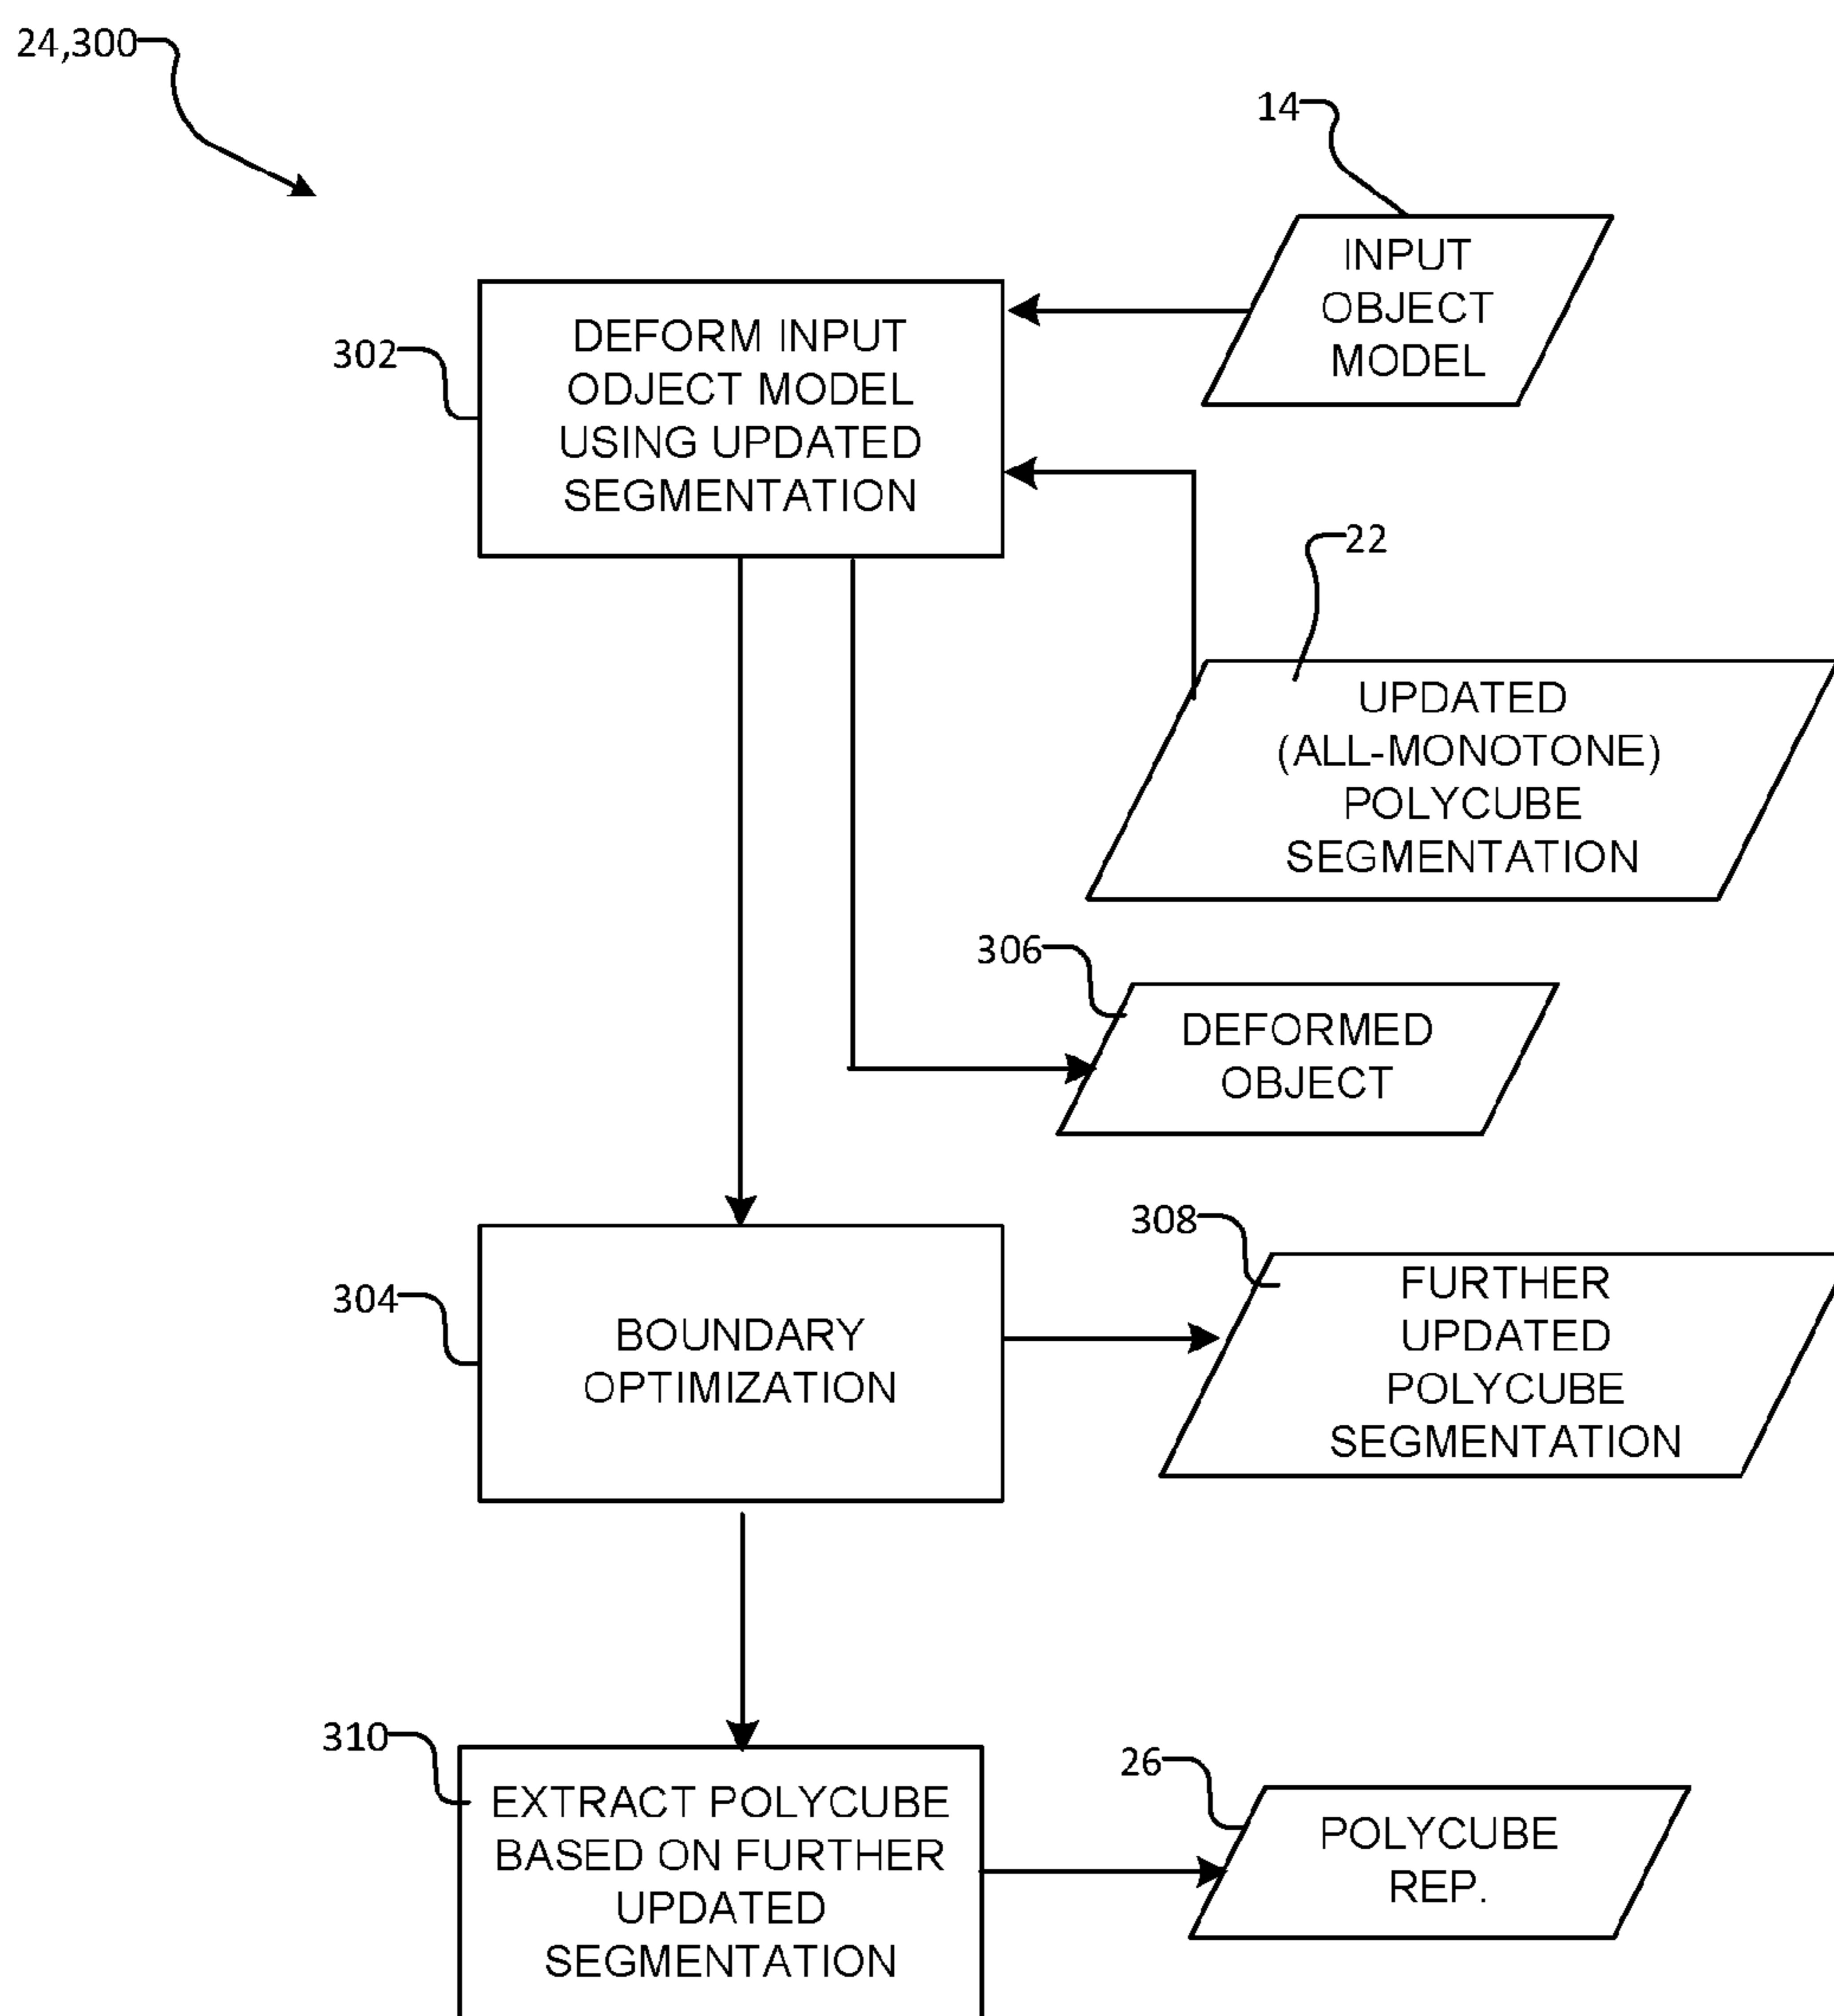 24,300
14
INPUT
OBJECT
MODEL
302
DEFORM INPUT
ODJECT MODEL
USING UPDATED
SEGMENTATION
22
UPDATED
(ALL-MONOTONE)
POLYCUBE
SEGMENTATION
306
DEFORMED
OBJECT
308
FURTHER
UPDATED
POLYCUBE
SEGMENTATION
304
BOUNDARY
OPTIMIZATION
310
EXTRACT POLYCUBE
BASED ON FURTHER
UPDATED
SEGMENTATION
26
POLYCUBE
REP.